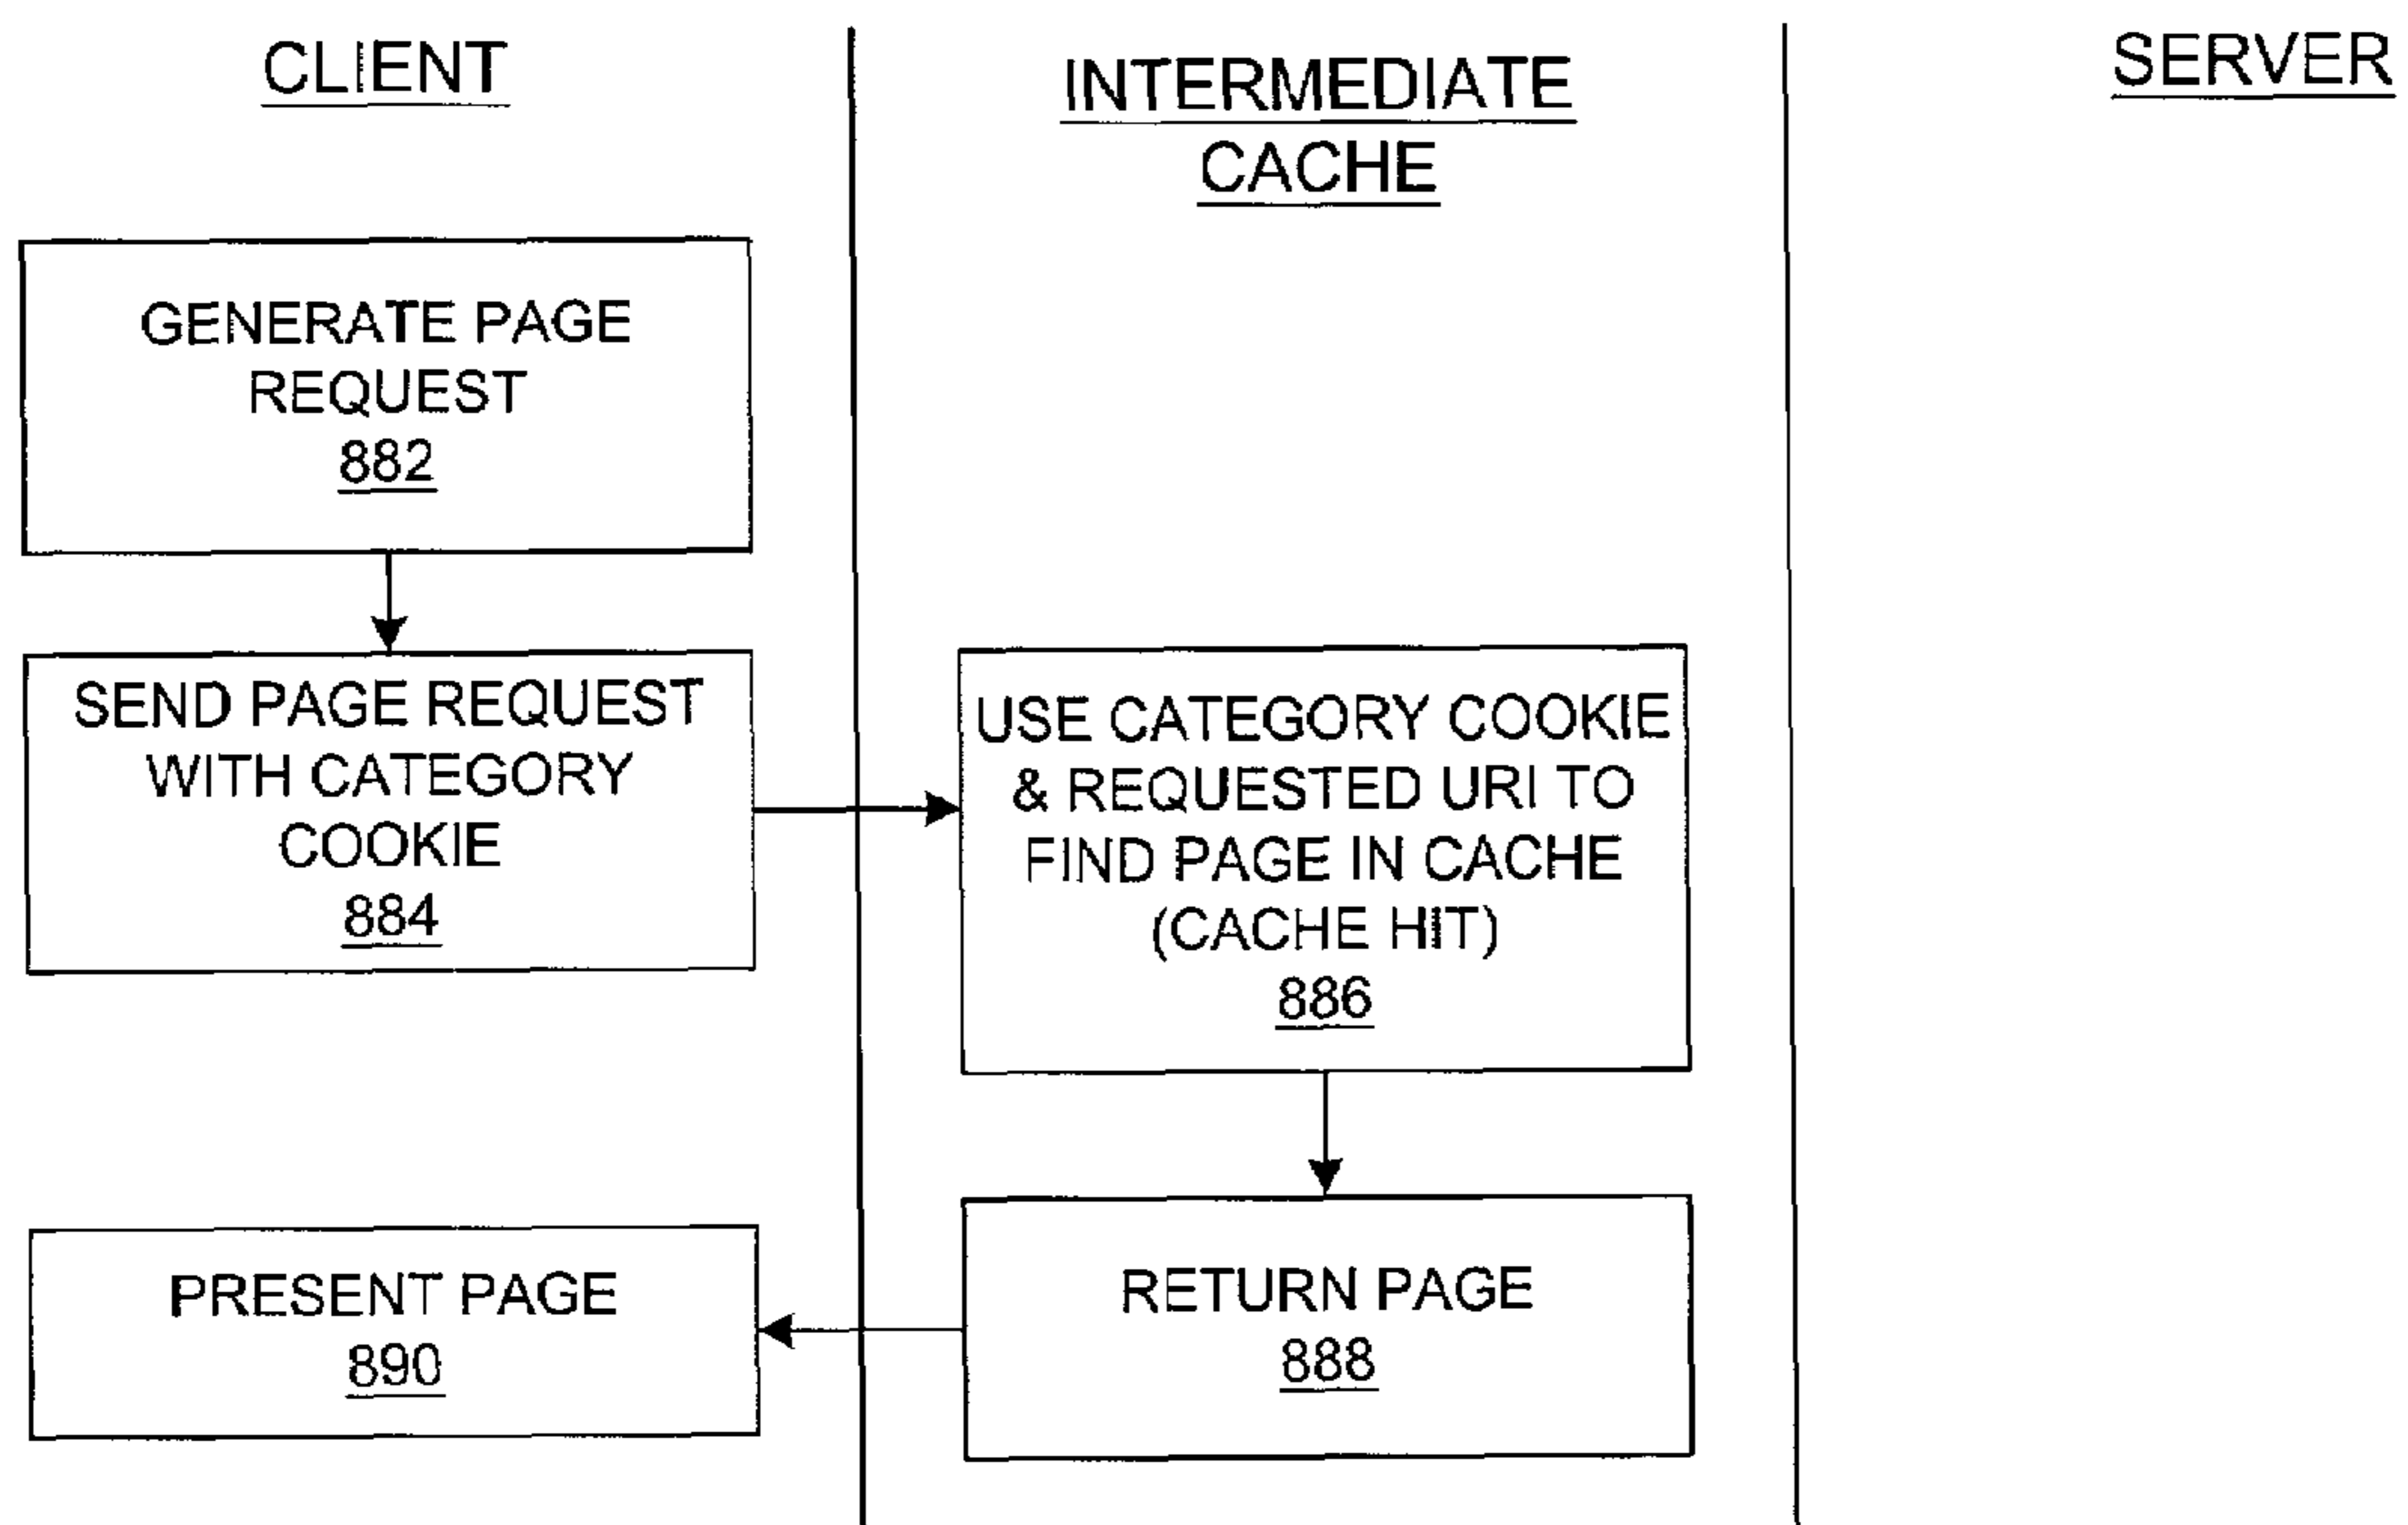 CLIENT
INTERMEDIATE
CACHE
SERVER
GENERATE PAGE
REQUEST
882
SEND PAGE REQUEST
WITH CATEGORY
COOKIE
884
USE CATEGORY COOKIE
& REQUESTED URI TO
FIND PAGE IN CACHE
(CACHE HIT)
886
RETURN PAGE
888
PRESENT PAGE
890